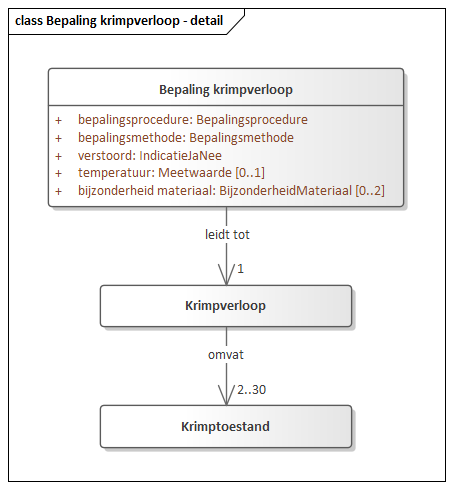 class Bepaling krimpverloop - detail
Bepaling krimpverloop
+ bepalingsprocedure: Bepalingsprocedure
+ bepalingsmethode: Bepalingsmethode
+ verstoord: IndicatieJaNee
+ temperatuur: Meetwaarde [0..1]
+ bijzonderheid materiaal: BijzonderheidMateriaal [0..2]
leidt tot
1
Krimpverloop
omvat
2..30
Krimptoestand